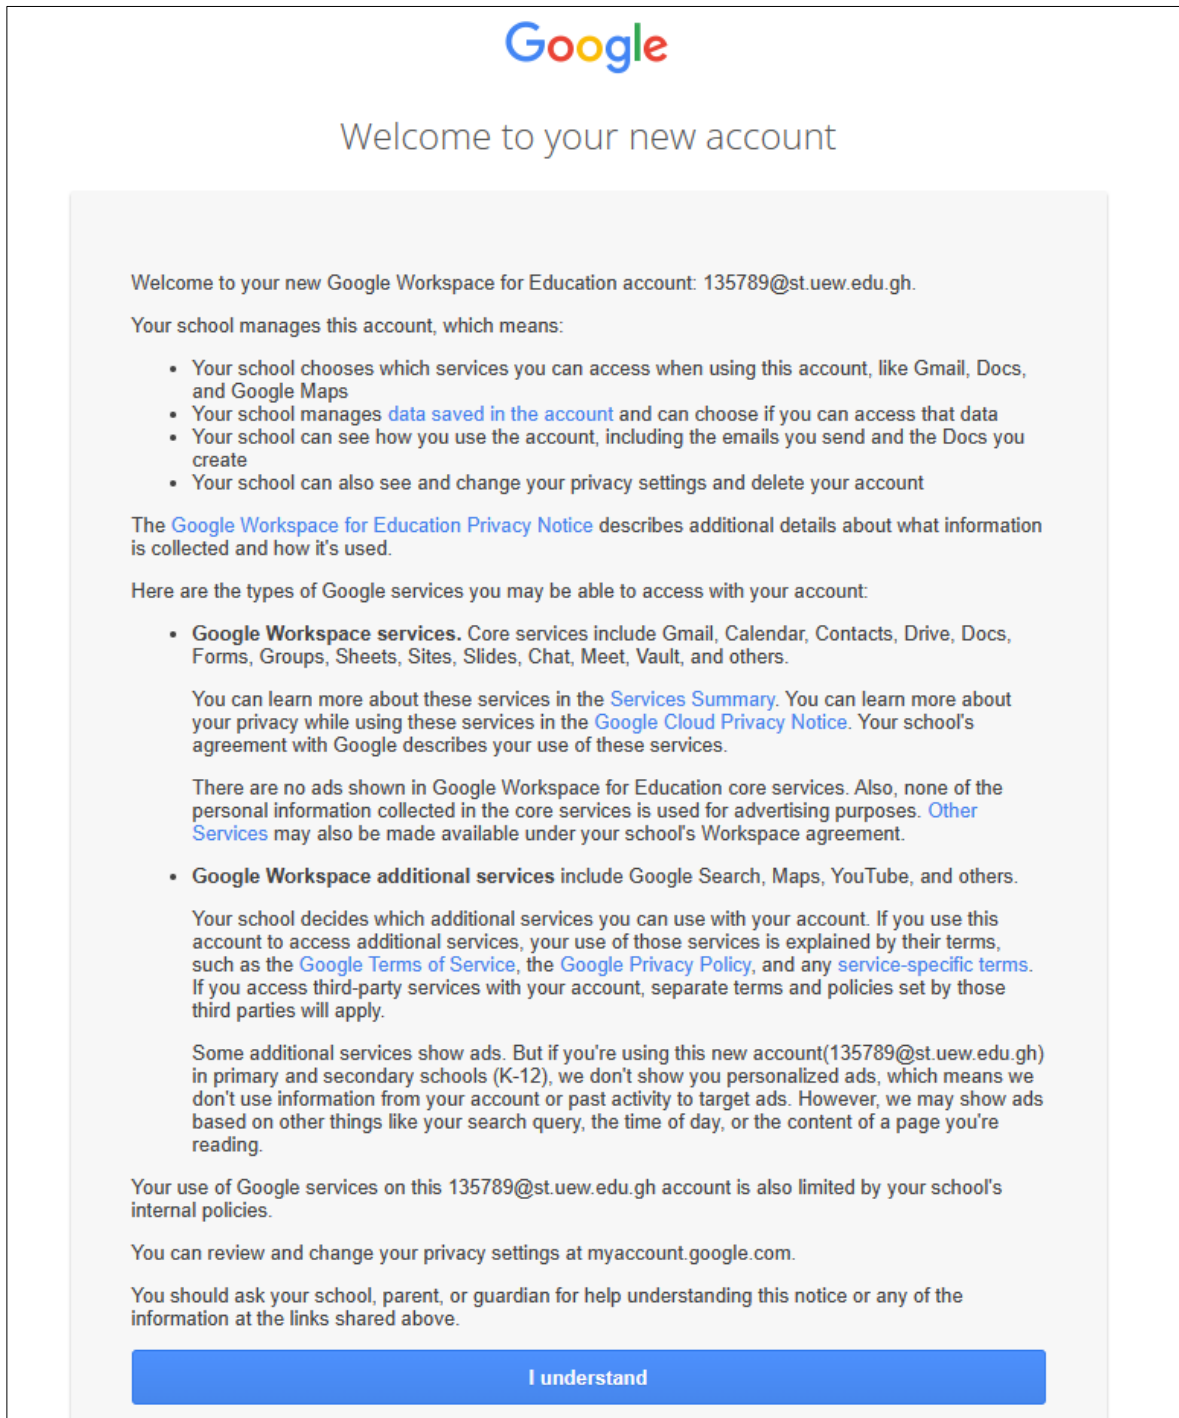 Google
Welcome to your new account
Welcome to your new Google Workspace for Education account: 135789@st.uew.edu.gh.
Your school manages this account, which means:
• Your school chooses which services you can access when using this account, like Gmail, Docs,
and Google Maps
• Your school manages data saved in the account and can choose if you can access that data
• Your school can see how you use the account, including the emails you send and the Docs you
create
• Your school can also see and change your privacy settings and delete your account
The Google Workspace for Education Privacy Notice describes additional details about what information
is collected and how it's used.
Here are the types of Google services you may be able to access with your account:
• Google Workspace services. Core services include Gmail, Calendar, Contacts, Drive, Docs,
Forms, Groups, Sheets, Sites, Slides, Chat, Meet, Vault, and others.
You can learn more about these services in the Services Summary. You can learn more about
your privacy while using these services in the Google Cloud Privacy Notice. Your school's
agreement with Google describes your use of these services.
There are no ads shown in Google Workspace for Education core services. Also, none of the
personal information collected in the core services is used for advertising purposes. Other
Services may also be made available under your school's Workspace agreement.
• Google Workspace additional services include Google Search, Maps, YouTube, and others.
Your school decides which additional services you can use with your account. If you use this
account to access additional services, your use of those services is explained by their terms,
such as the Google Terms of Service, the Google Privacy Policy, and any service-specific terms.
If you access third-party services with your account, separate terms and policies set by those
third parties will apply.
Some additional services show ads. But if you're using this new account(135789@st.uew.edu.gh)
in primary and secondary schools (K-12), we don't show you personalized ads, which means we
don't use information from your account or past activity to target ads. However, we may show ads
based on other things like your search query, the time of day, or the content of a page you're
reading.
Your use of Google services on this 135789@st.uew.edu.gh account is also limited by your school's
internal policies.
You can review and change your privacy settings at myaccount.google.com.
You should ask your school, parent, or guardian for help understanding this notice or any of the
information at the links shared above.
I understand